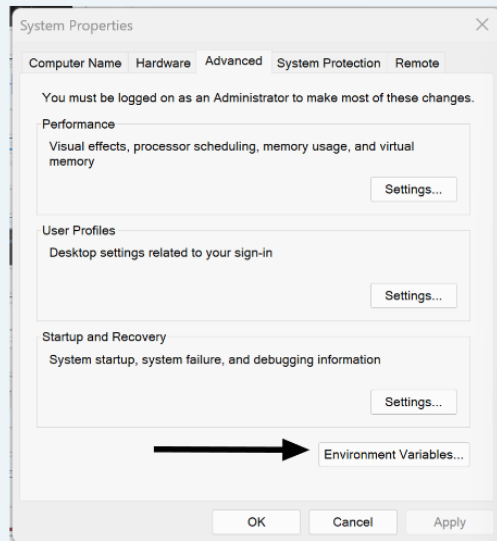 System Properties
Computer Name Hardware Advanced System Protection Remote
You must be logged on as an Administrator to make most of these changes.
Performance
Visual effects, processor scheduling, memory usage, and virtual
memory
Settings...
User Profiles
Desktop settings related to your sign-in
Settings...
Startup and Recovery
System startup, system failure, and debugging information
Settings...
Environment Variables...
OK Cancel Apply